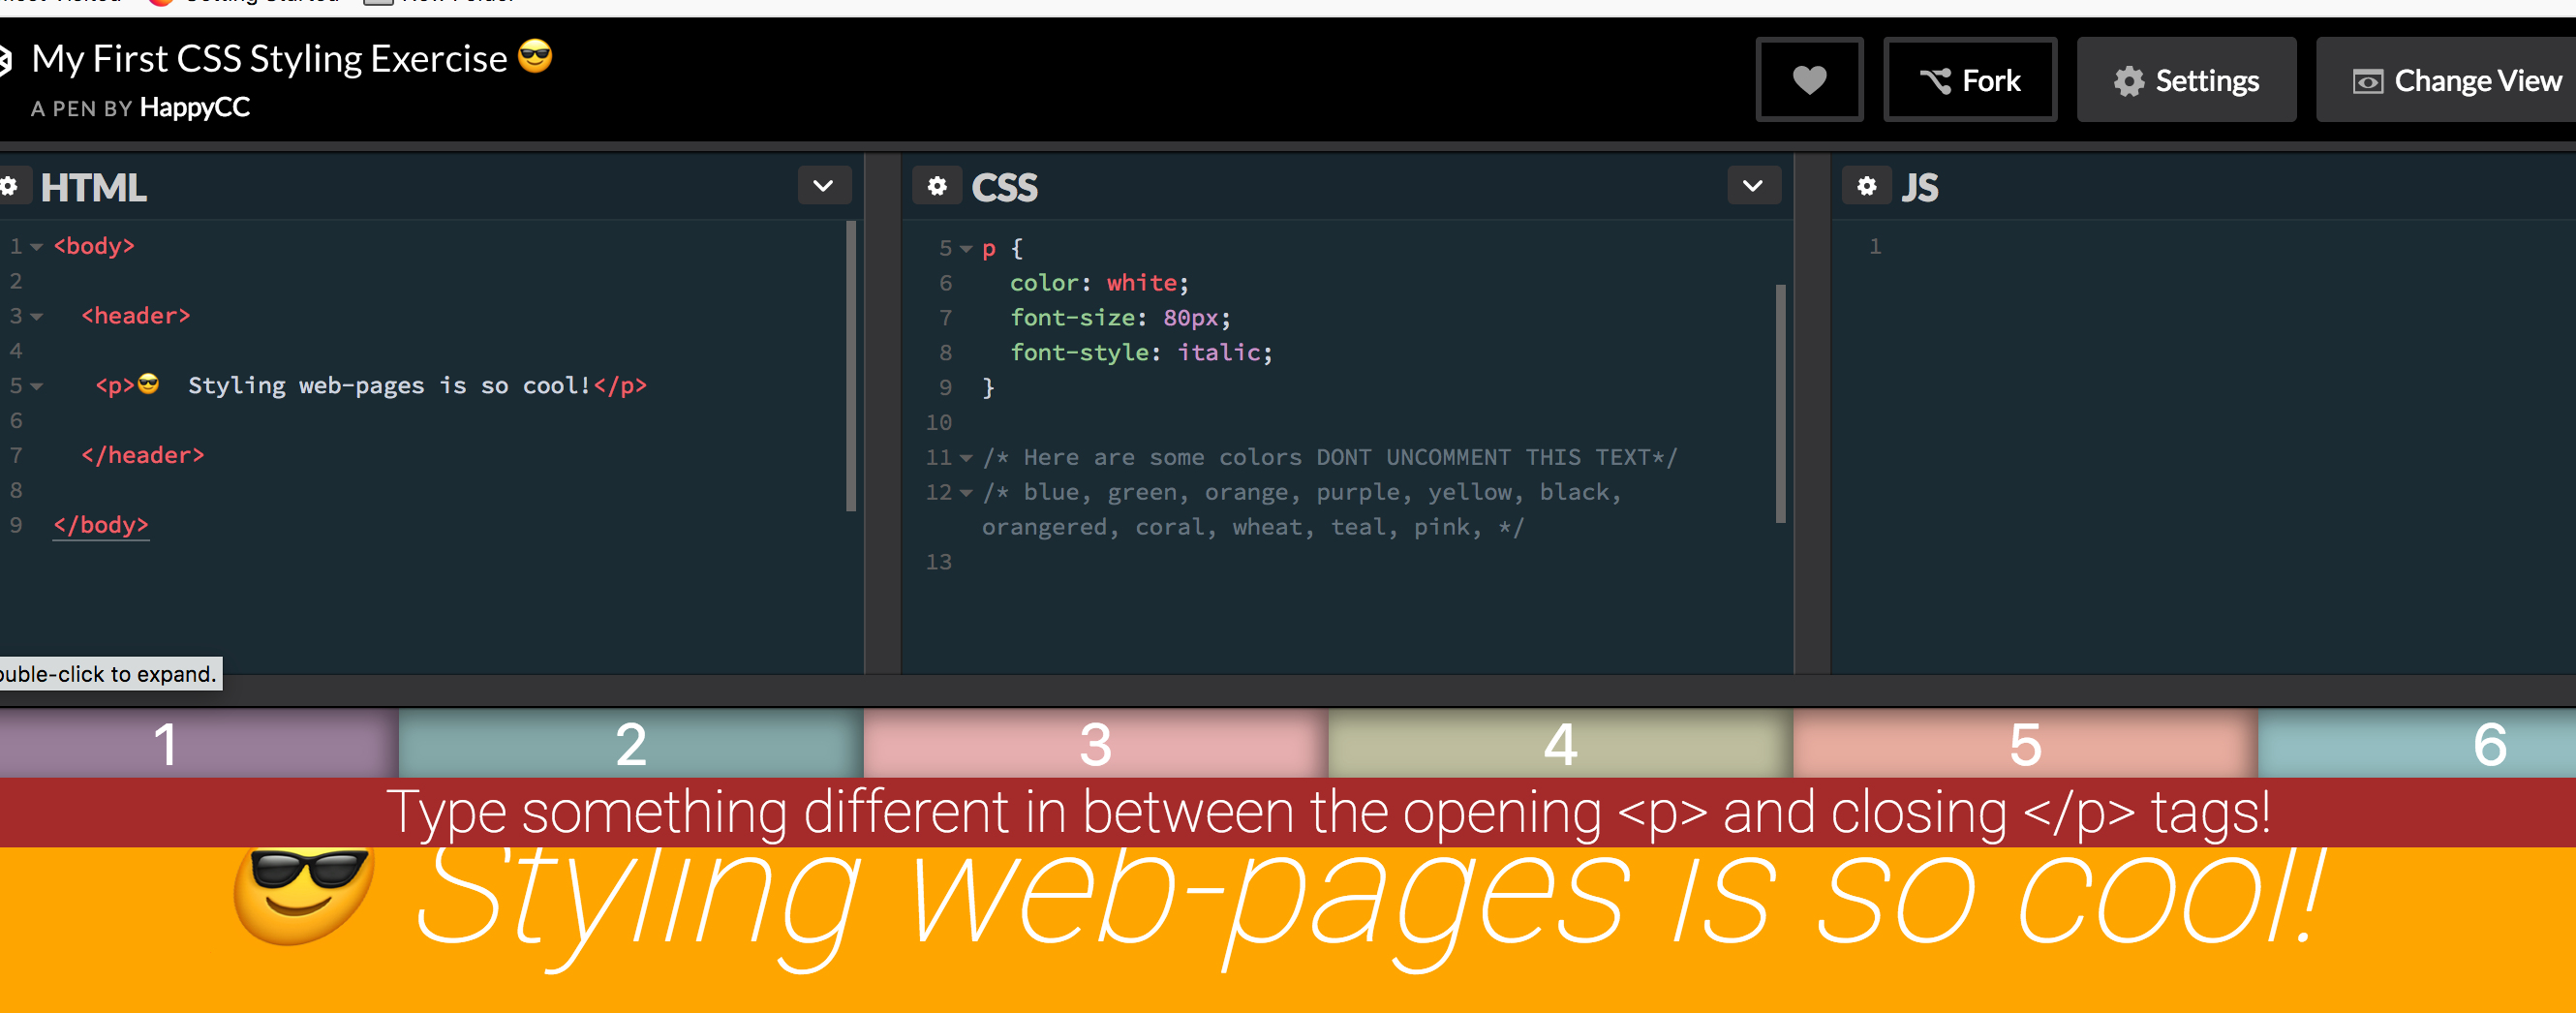 Getting Started New Folder
My First CSS Styling Exercise 😎
A PEN BY HappyCC
Fork
Settings
Change View
HTML
1 <body>
2
3 <header>
4
5 <p>😎 Styling web-pages is so cool!</p>
6
7 </header>
8
9 </body>
CSS
5 p {
6 color: white;
7 font-size: 80px;
8 font-style: italic;
9 }
10
11 /* Here are some colors DONT UNCOMMENT THIS TEXT*/
12 /* blue, green, orange, purple, yellow, black,
orangered, coral, wheat, teal, pink, */
13
JS
1
ouble-click to expand.
1 2 3 4 5 6
Type something different in between the opening <p> and closing </p> tags!
😎 Styling web-pages is so cool!